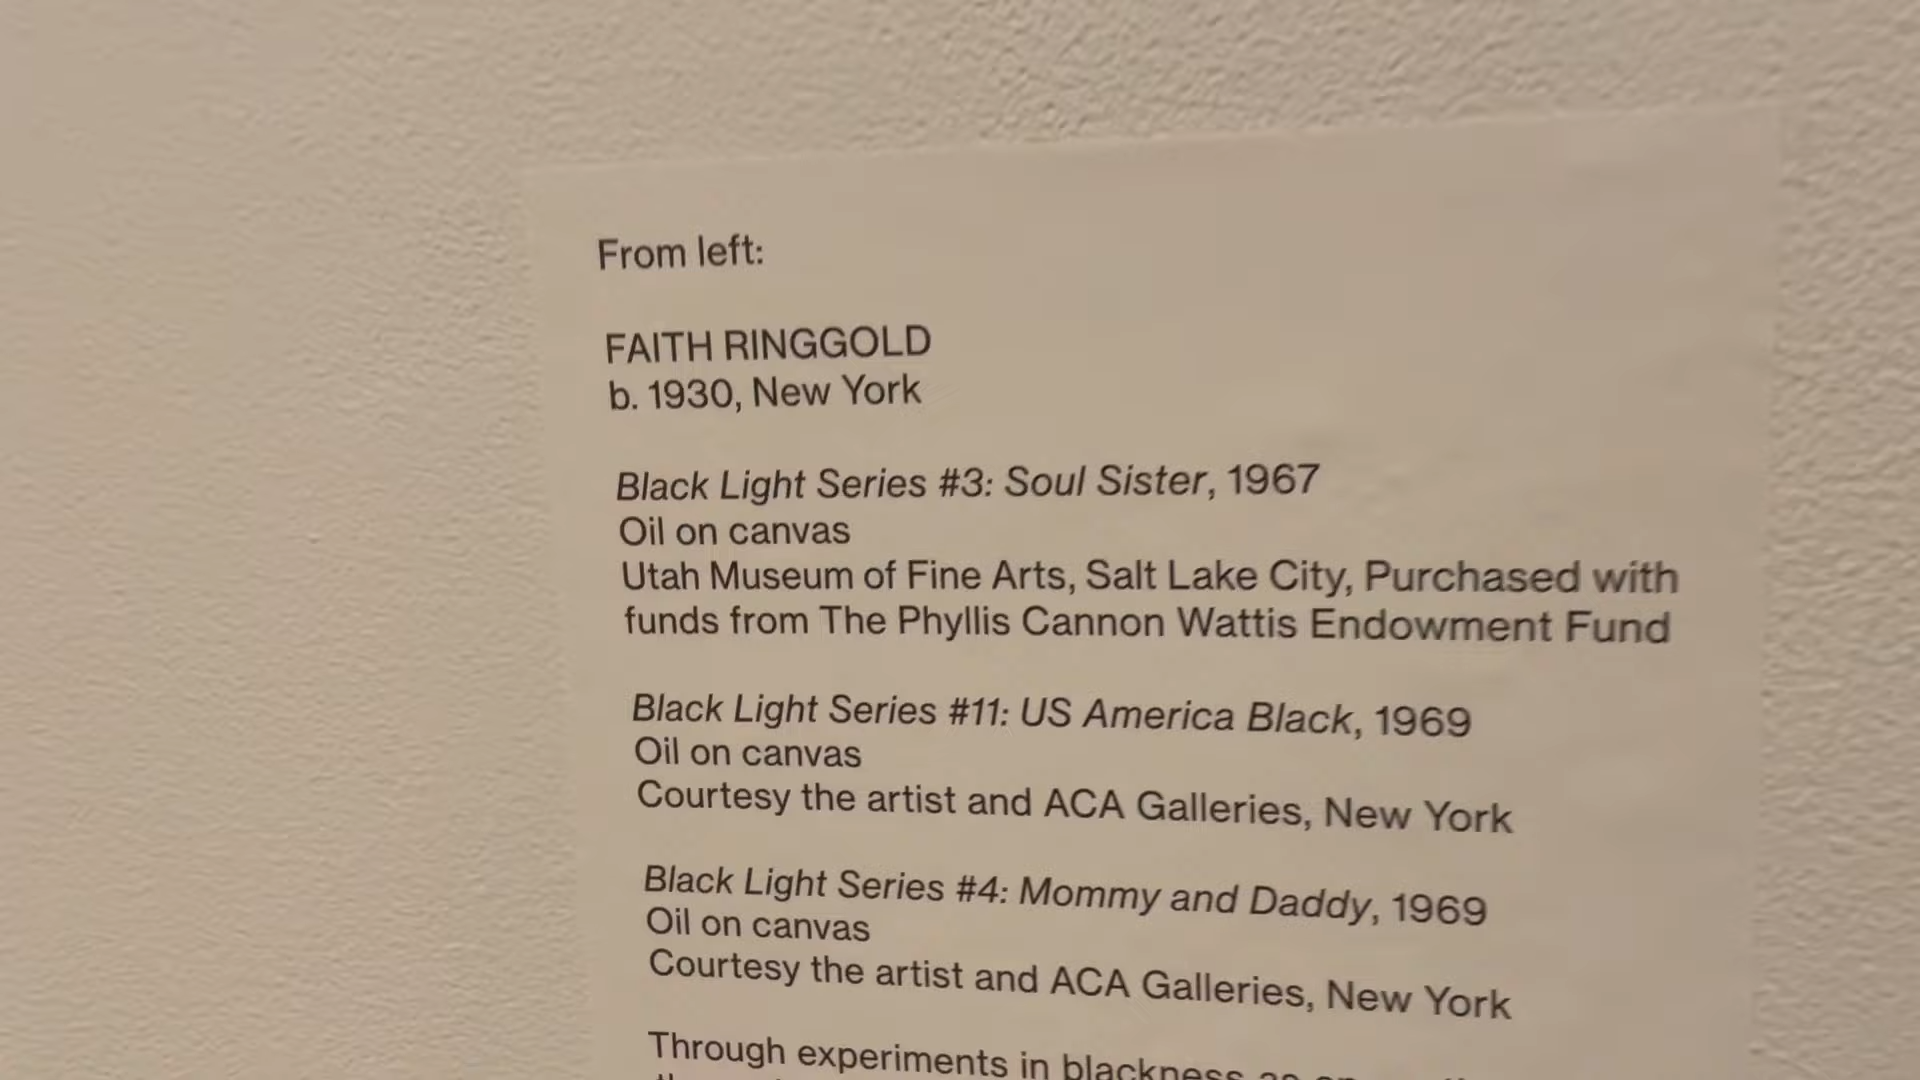 From left:
FAITH RINGGOLD
b. 1930, New York
Black Light Series #3: Soul Sister, 1967
Oil on canvas
Utah Museum of Fine Arts, Salt Lake City, Purchased with
funds from The Phyllis Cannon Wattis Endowment Fund
Black Light Series #11: US America Black, 1969
Oil on canvas
Courtesy the artist and ACA Galleries, New York
Black Light Series #4: Mommy and Daddy, 1969
Oil on canvas
Courtesy the artist and ACA Galleries, New York
Through experiments in blackness as